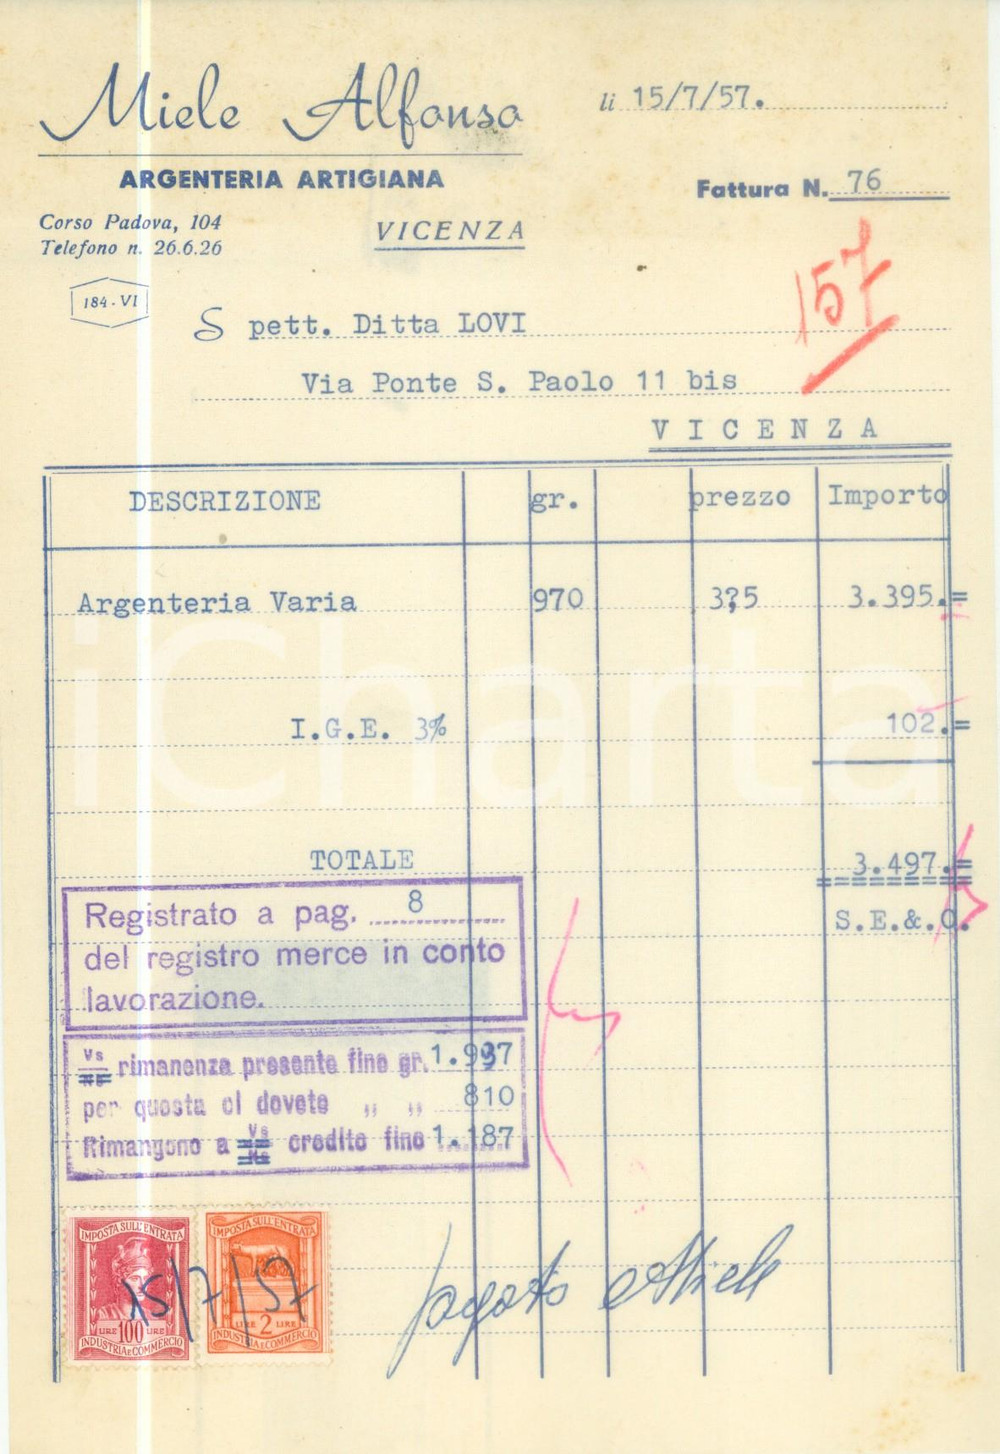 Miele Alfonso
ARGENTERIA ARTIGIANA
Corso Padova, 104
Telefono n. 26.6.26
VICENZA
184-VI
li 15/7/57.
Fattura N. 76
157
S pett. Ditta LOVI
Via Ponte S. Paolo 11 bis
VICENZA
DESCRIZIONE gr. prezzo Importo
Argenteria Varia 970 3,5 3.395.=
I.G.E. 3% 102.=
TOTALE 3.497.=
S.E.&.O.
Registrato a pag. 8
del registro merce in conto
lavorazione.
Vs rimanenza presente fino gr. 1.997
per questa ci dovete " " 810
Rimangono a Vs credito fino 1.187
IMPOSTA SULL'ENTRATA
LIRE 100 LIRE
INDUSTRIA E COMMERCIO
IMPOSTA SULL'ENTRATA
LIRE 2 LIRE
INDUSTRIA E COMMERCIO
15/7/57
pagato Miele
iCharta